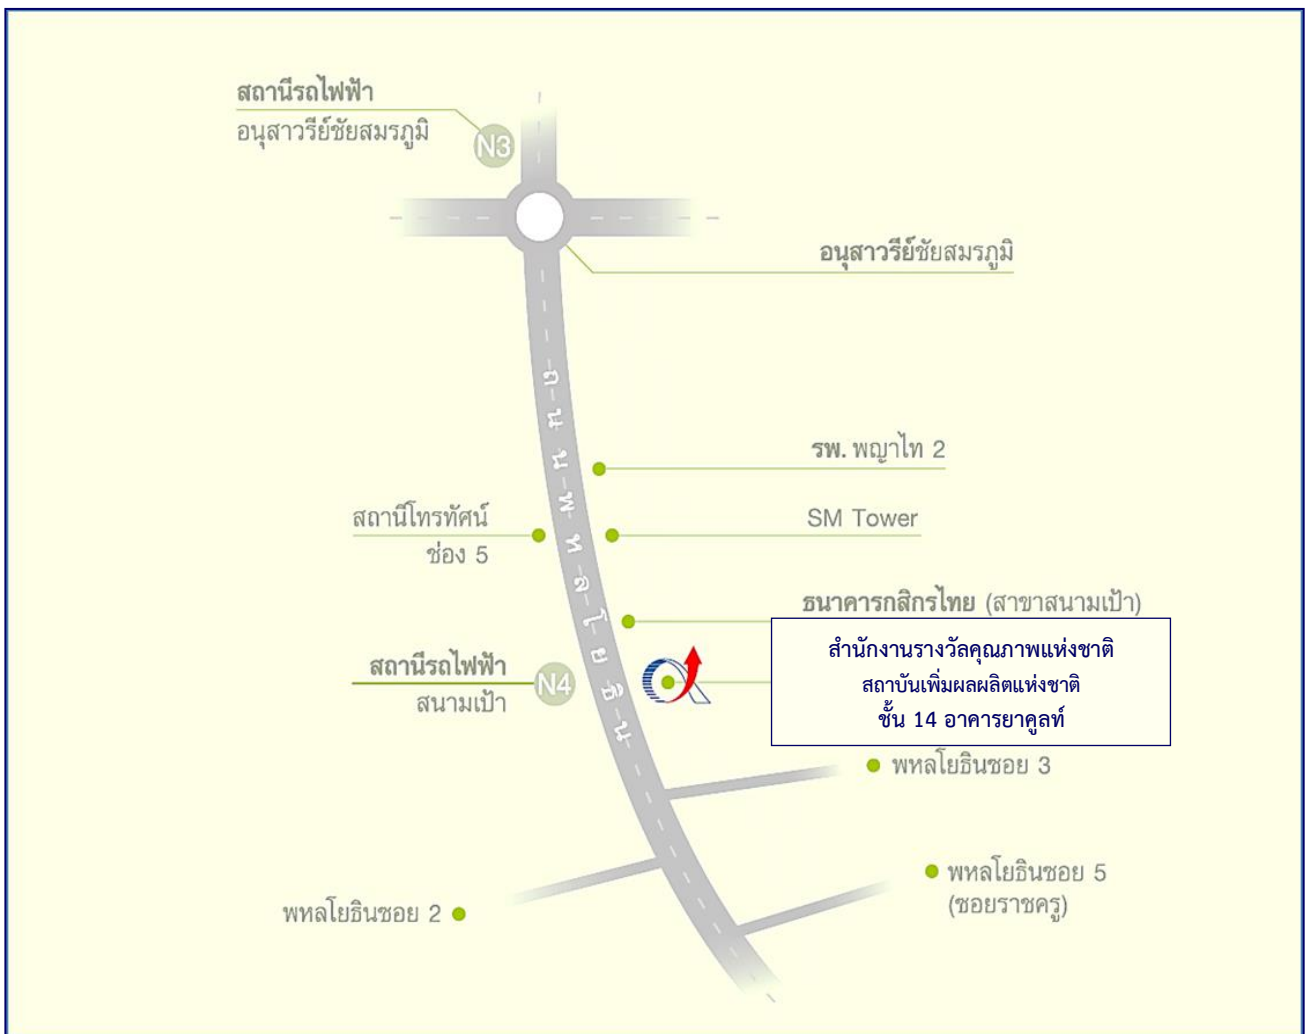 สถานีรถไฟฟ้า
อนุสาวรีย์ชัยสมรภูมิ
N3
อนุสาวรีย์ชัยสมรภูมิ
ถนนพหลโยธิน
รพ. พญาไท 2
สถานีโทรทัศน์
ช่อง 5
SM Tower
ธนาคารกสิกรไทย (สาขาสนามเป้า)
สถานีรถไฟฟ้า
สนามเป้า
N4
สำนักงานรางวัลคุณภาพแห่งชาติ
สถาบันเพิ่มผลผลิตแห่งชาติ
ชั้น 14 อาคารยาคูลท์
พหลโยธินซอย 3
พหลโยธินซอย 5
(ซอยราชครู)
พหลโยธินซอย 2